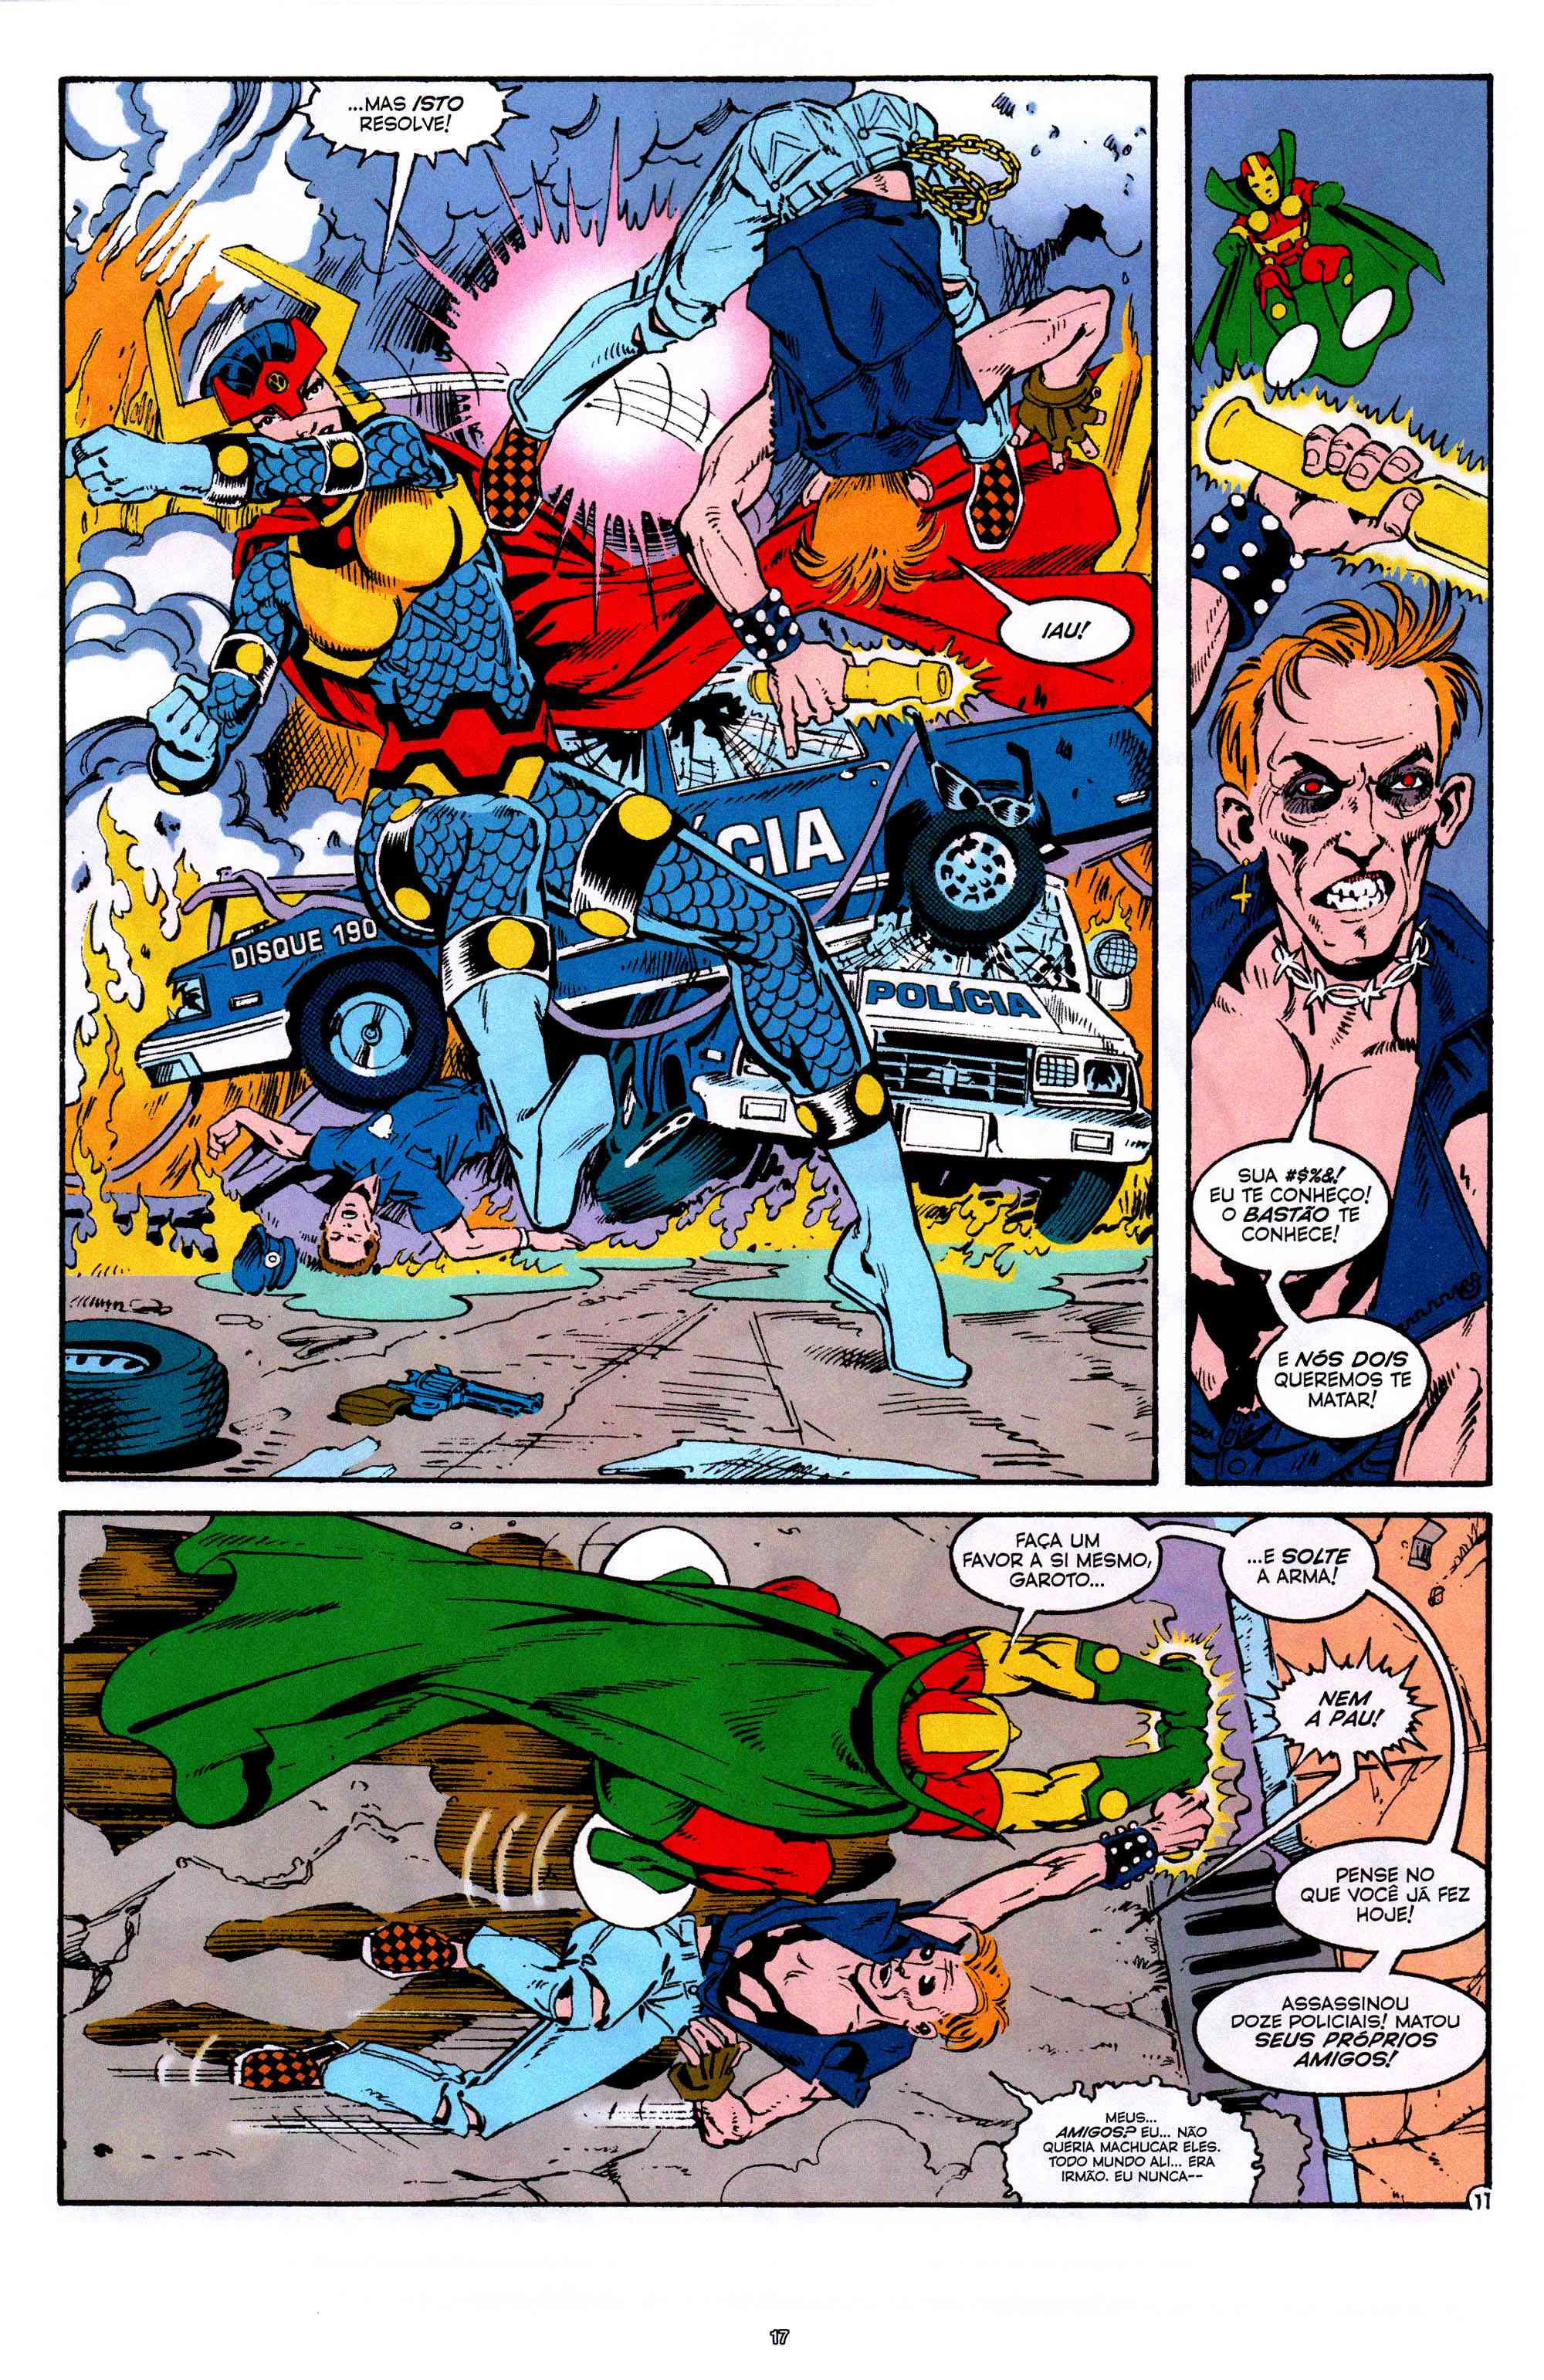 ...MAS ISTO
RESOLVE!
IAU!
ÍCIA
DISQUE 190
POLÍCIA
SUA #$%&!
EU TE CONHEÇO!
O BASTÃO TE
CONHECE!
E NÓS DOIS
QUEREMOS TE
MATAR!
FAÇA UM
FAVOR A SI MESMO,
GAROTO...
...E SOLTE
A ARMA!
NEM
A PAU!
PENSE NO
QUE VOCÊ JÁ FEZ
HOJE!
ASSASSINOU
DOZE POLICIAIS! MATOU
SEUS PRÓPRIOS
AMIGOS!
MEUS...
AMIGOS? EU... NÃO
QUERIA MACHUCAR ELES.
TODO MUNDO ALI... ERA
IRMÃO. EU NUNCA--
11
17